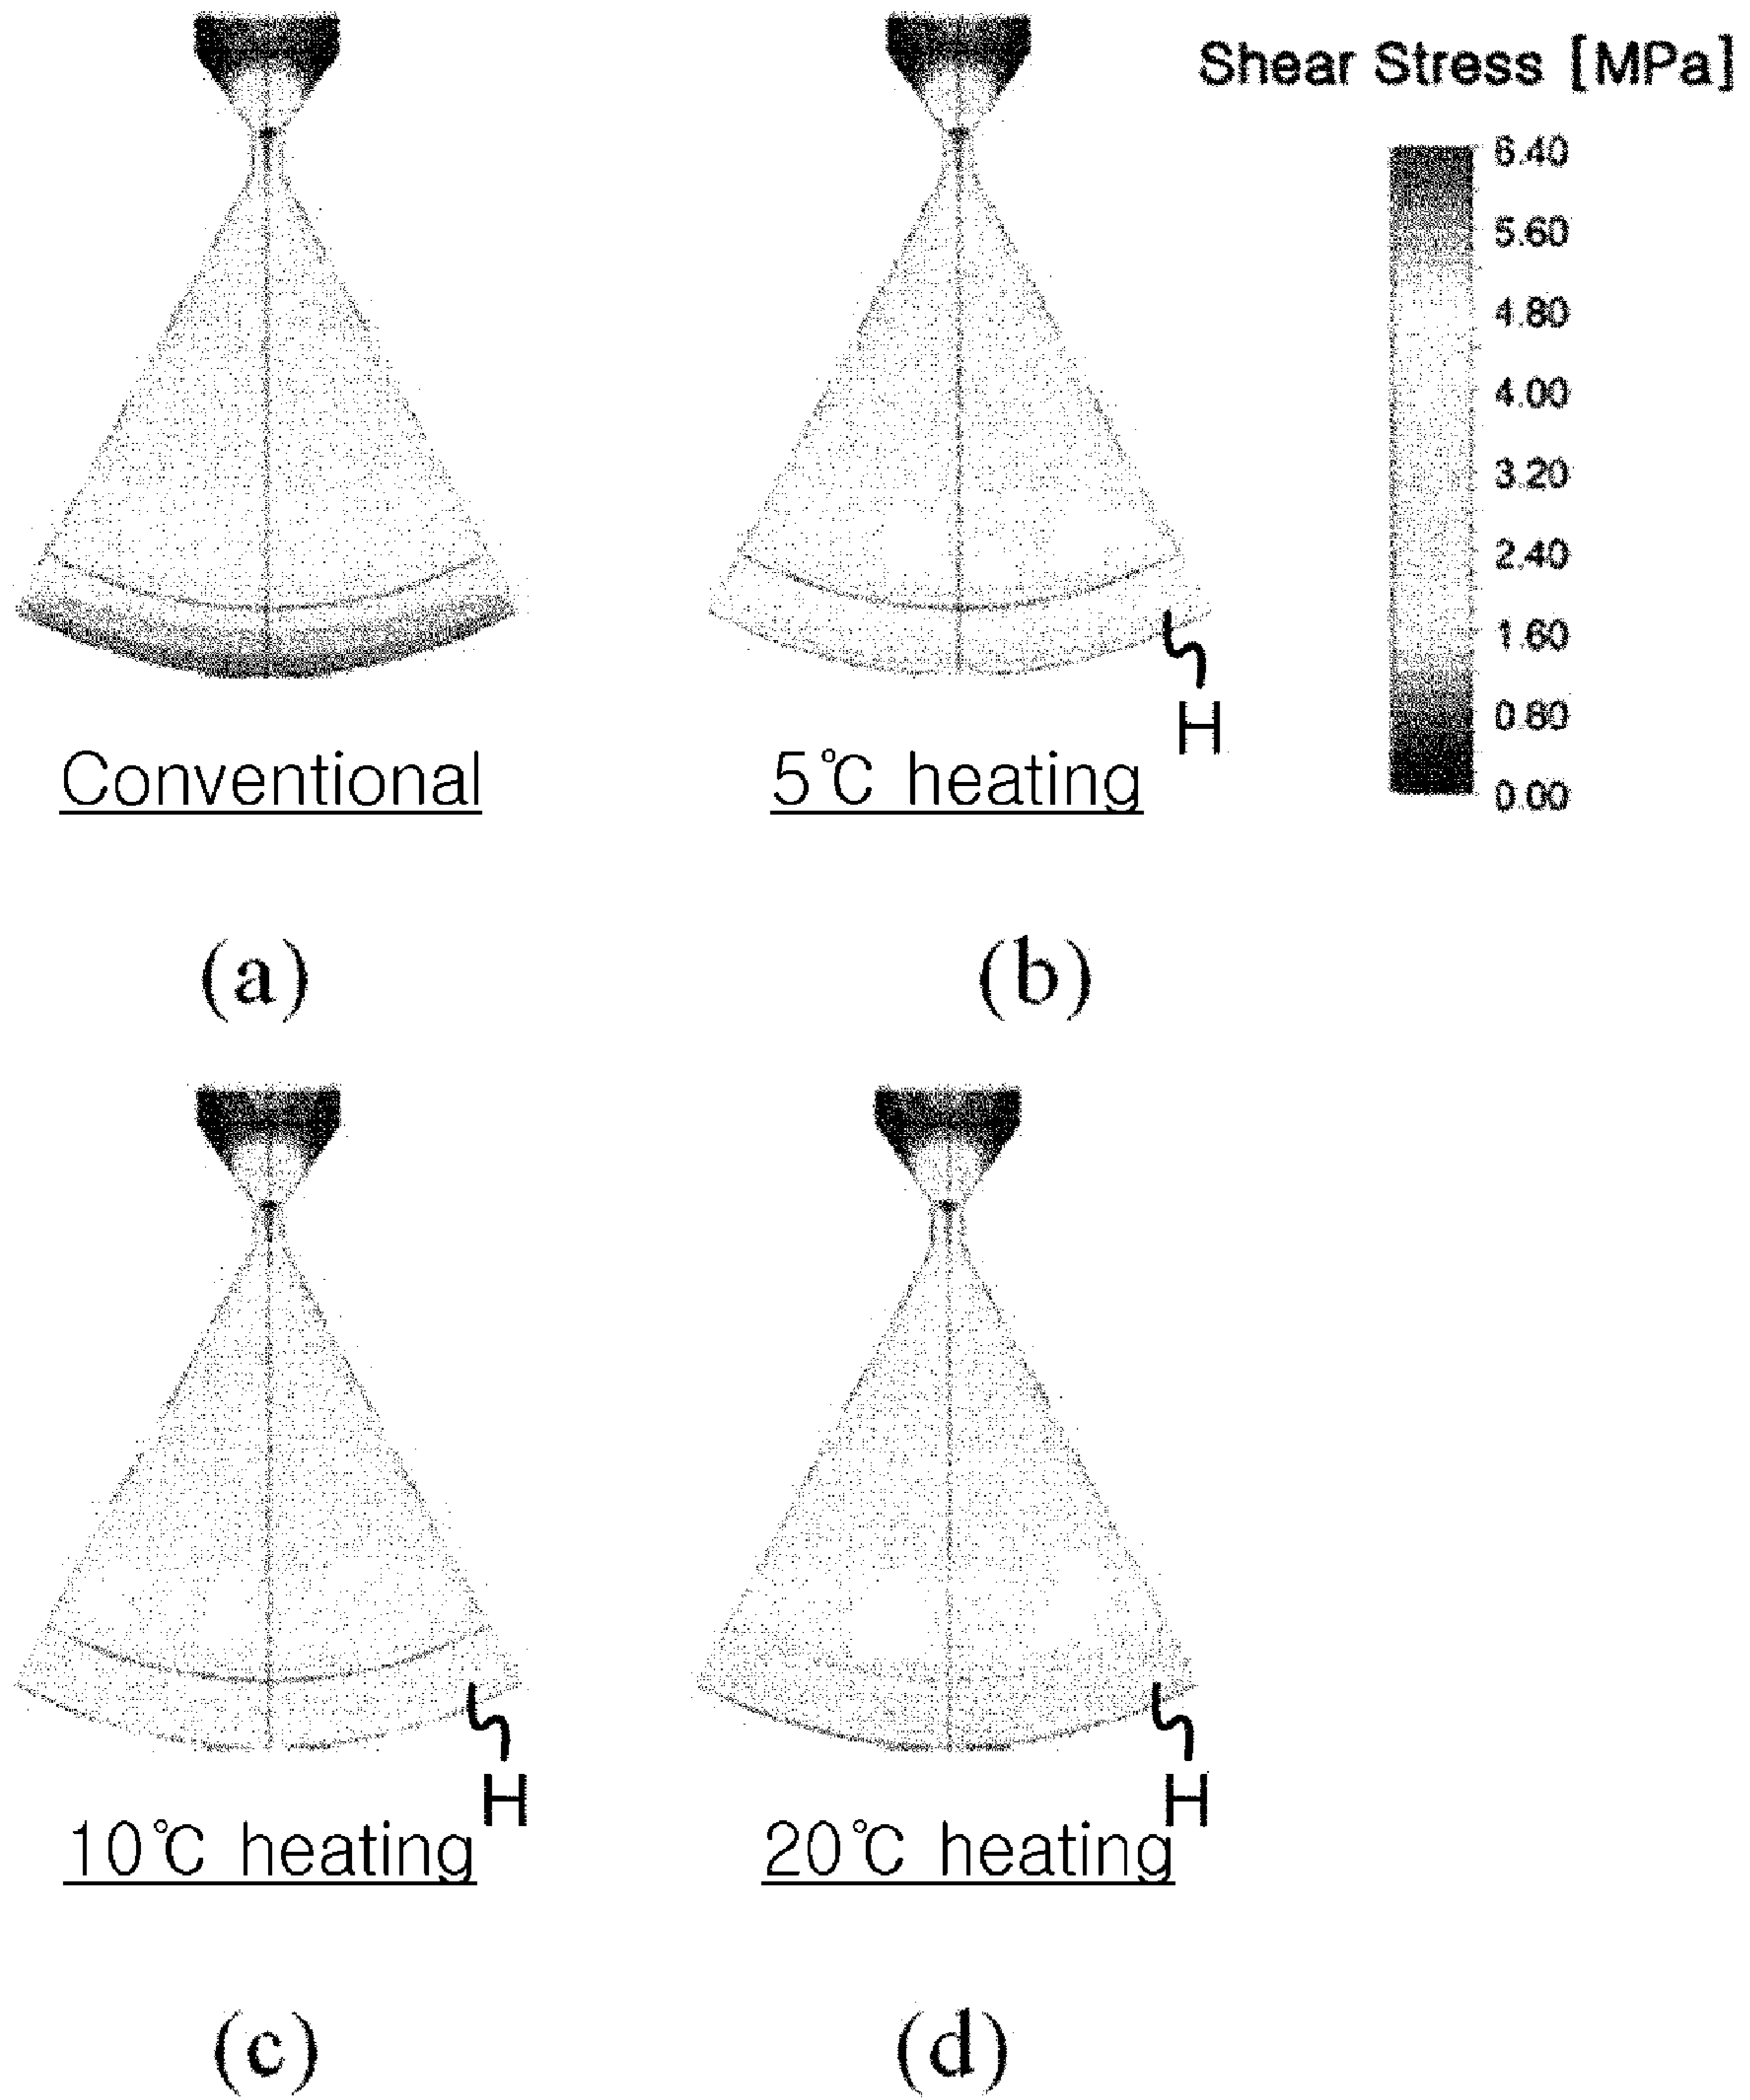 Shear Stress [MPa]
6.40
5.60
4.80
4.00
3.20
2.40
1.60
0.80
0.00
H
Conventional
5℃ heating
(a)
(b)
H
H
10℃ heating
20℃ heating
(c)
(d)